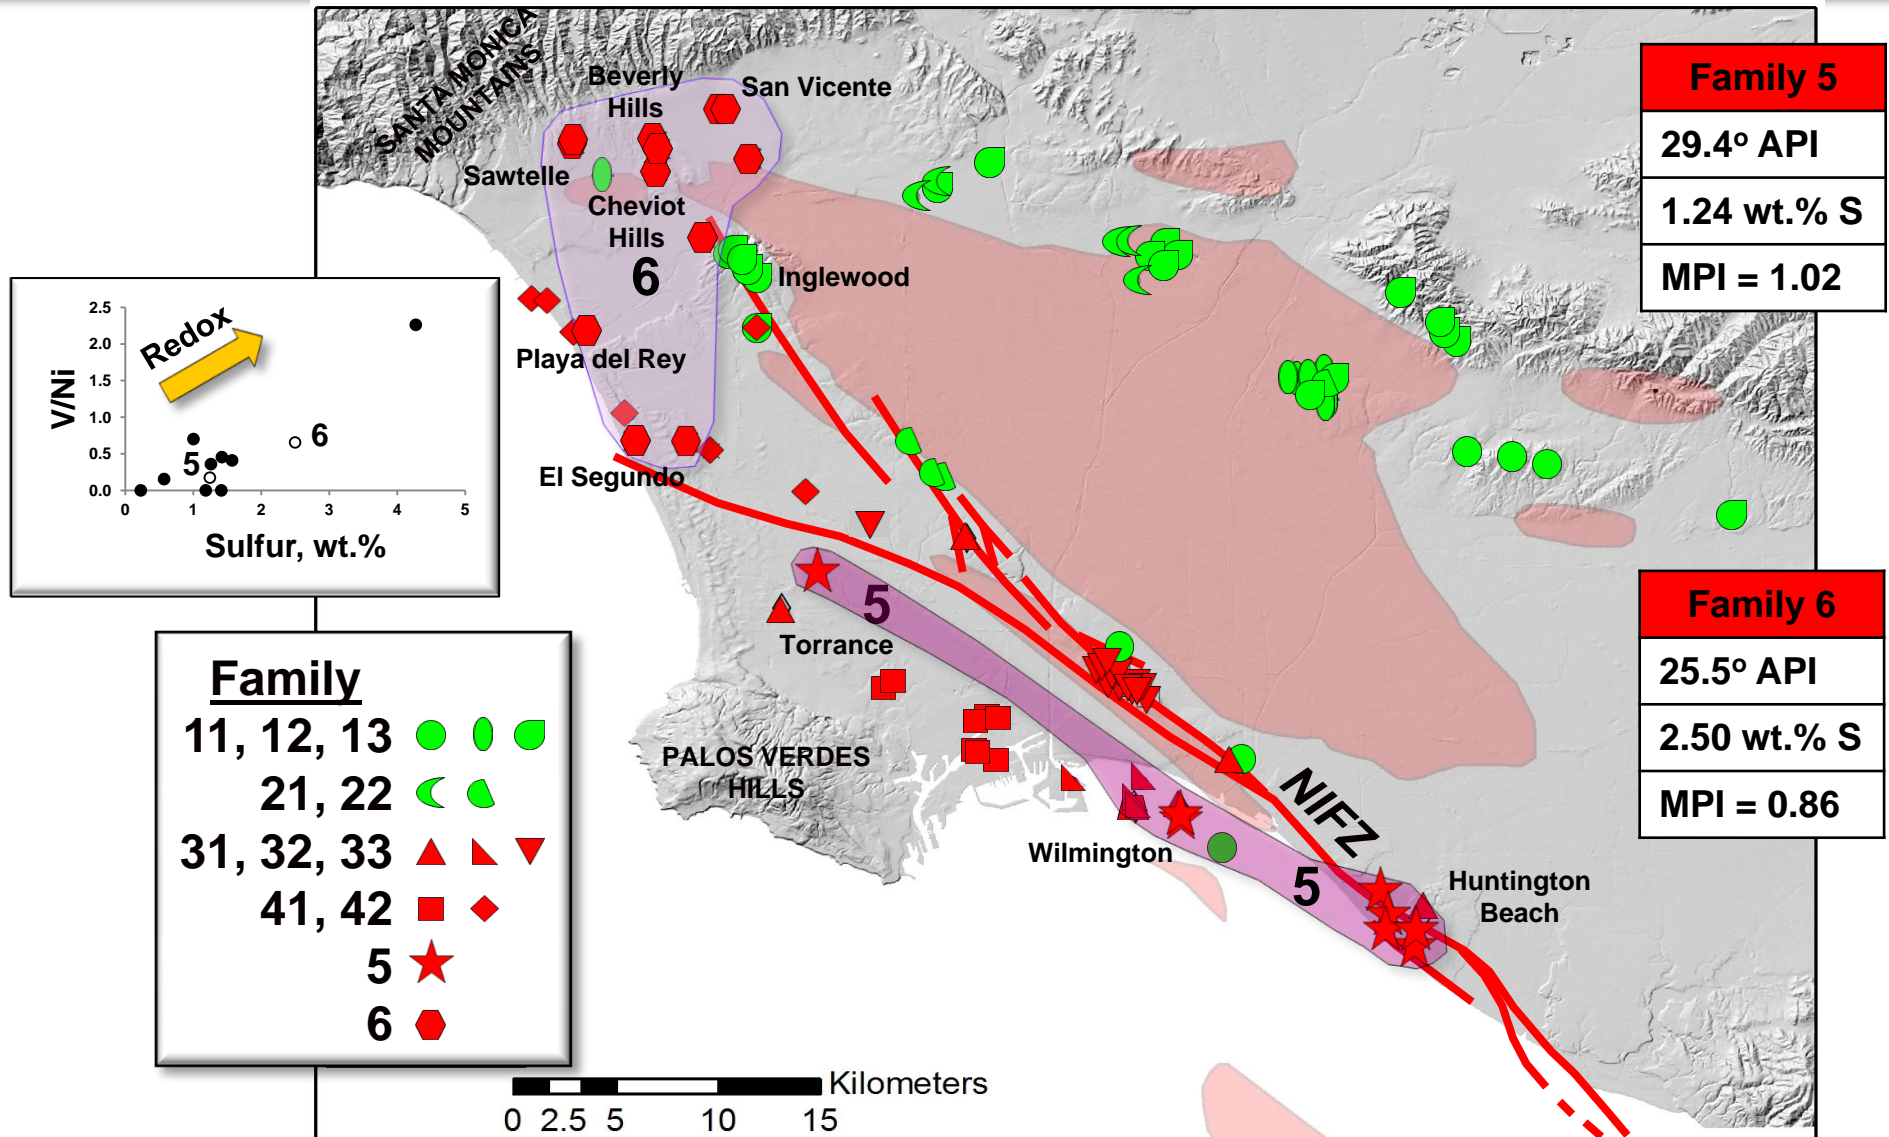 SANTA MONICA
MOUNTAINS
Beverly
Hills
San Vicente
Sawtelle
Cheviot
Hills
6
Inglewood
Playa del Rey
El Segundo
5
Torrance
PALOS VERDES
HILLS
Wilmington
NIFZ
5
Huntington
Beach
Family 5
29.4º API
1.24 wt.% S
MPI = 1.02
Family 6
25.5º API
2.50 wt.% S
MPI = 0.86
Redox
V/Ni
2.5
2.0
1.5
1.0
0.5
0.0
6
5
0 1 2 3 4 5
Sulfur, wt.%
Family
11, 12, 13
21, 22
31, 32, 33
41, 42
5
6
Kilometers
0 2.5 5 10 15